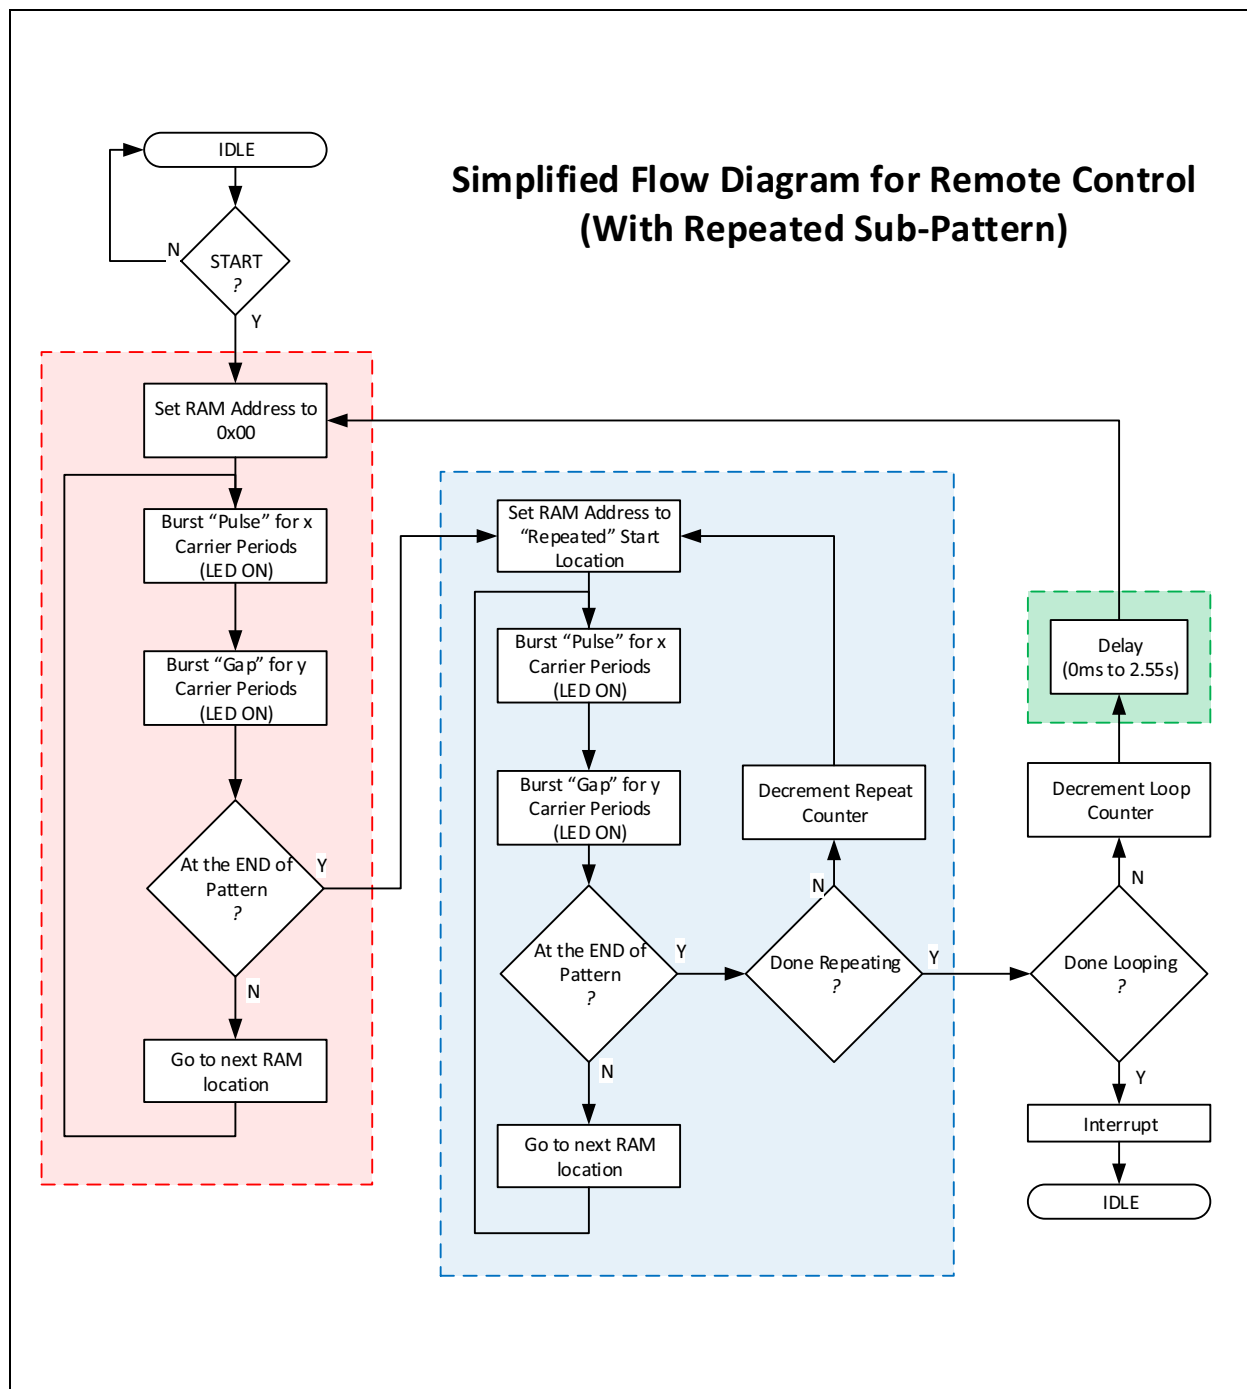 IDLE
Simplified Flow Diagram for Remote Control
(With Repeated Sub-Pattern)
N
START
?
Y
Set RAM Address to
0x00
Burst “Pulse” for x
Carrier Periods
(LED ON)
Burst “Gap” for y
Carrier Periods
(LED ON)
At the END of
Pattern
?
Y
N
Go to next RAM
location
Set RAM Address to
“Repeated” Start
Location
Burst “Pulse” for x
Carrier Periods
(LED ON)
Burst “Gap” for y
Carrier Periods
(LED ON)
At the END of
Pattern
?
Y
N
Go to next RAM
location
Decrement Repeat
Counter
N
Done Repeating
?
Y
Delay
(0ms to 2.55s)
Decrement Loop
Counter
N
Done Looping
?
Y
Interrupt
IDLE